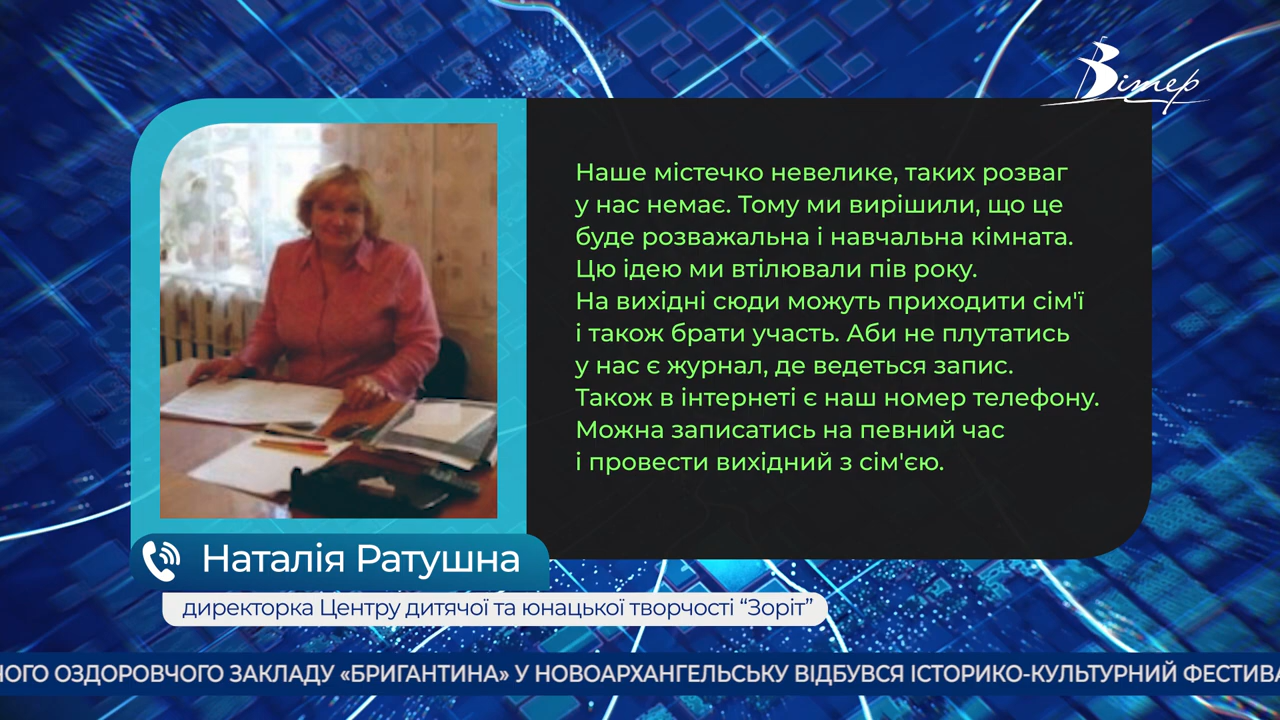 Вітер
Наше містечко невелике, таких розваг
у нас немає. Тому ми вирішили, що це
буде розважальна і навчальна кімната.
Цю ідею ми втілювали пів року.
На вихідні сюди можуть приходити сім'ї
і також брати участь. Аби не плутатись
у нас є журнал, де ведеться запис.
Також в інтернеті є наш номер телефону.
Можна записатись на певний час
і провести вихідний з сім'єю.
Наталія Ратушна
директорка Центру дитячої та юнацької творчості “Зоріт”
ЧОГО ОЗДОРОВЧОГО ЗАКЛАДУ «БРИГАНТИНА» У НОВОАРХАНГЕЛЬСЬКУ ВІДБУВСЯ ІСТОРИКО-КУЛЬТУРНИЙ ФЕСТИВА